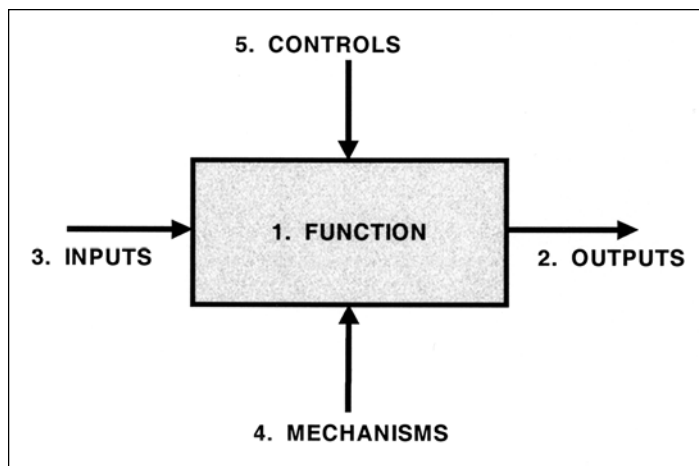 5. CONTROLS
1. FUNCTION
3. INPUTS
2. OUTPUTS
4. MECHANISMS